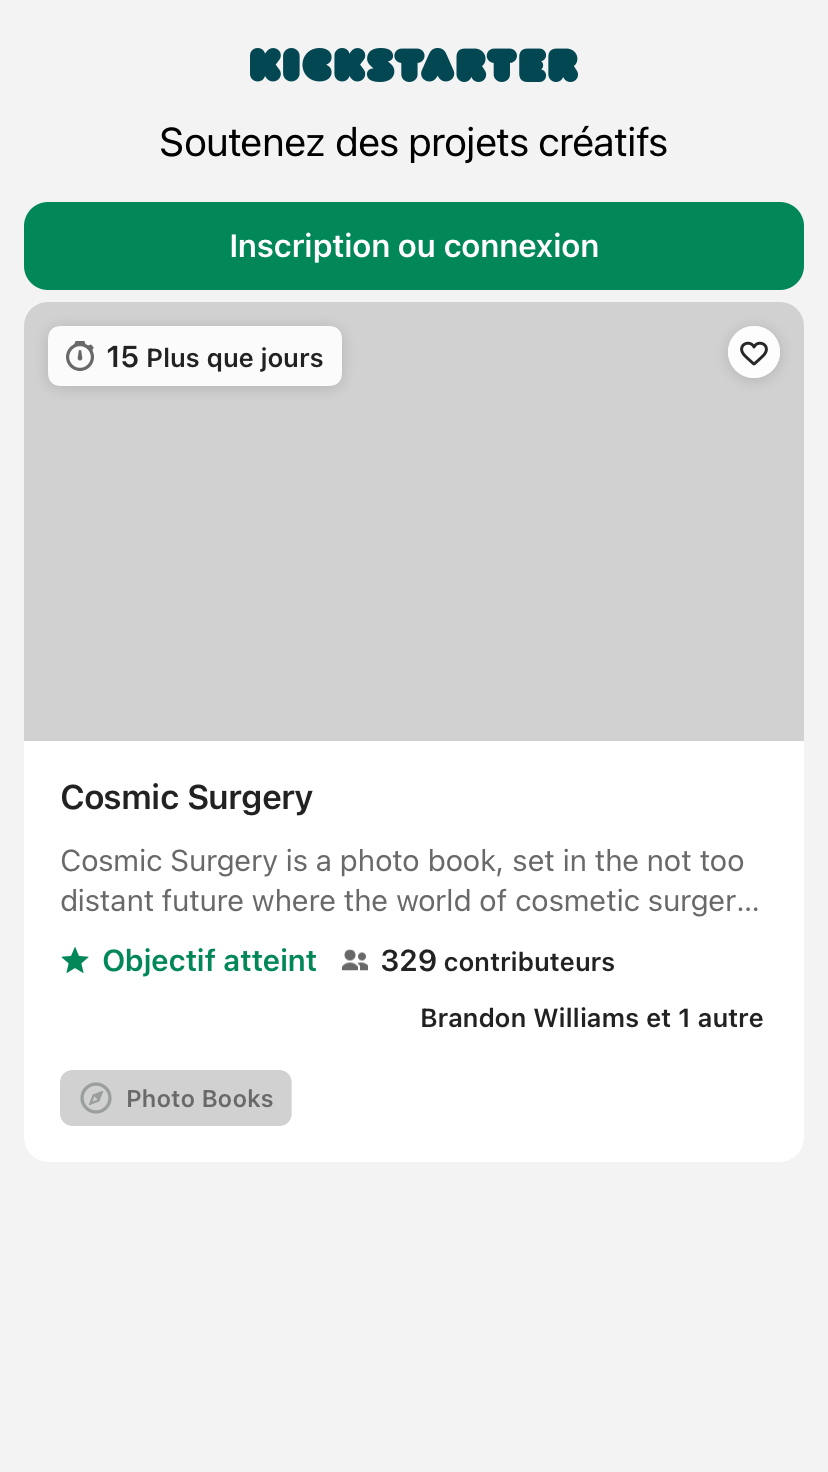 KICKSTARTER
Soutenez des projets créatifs
Inscription ou connexion
15 Plus que jours
Cosmic Surgery
Cosmic Surgery is a photo book, set in the not too
distant future where the world of cosmetic surger...
Objectif atteint 329 contributeurs
Brandon Williams et 1 autre
Photo Books